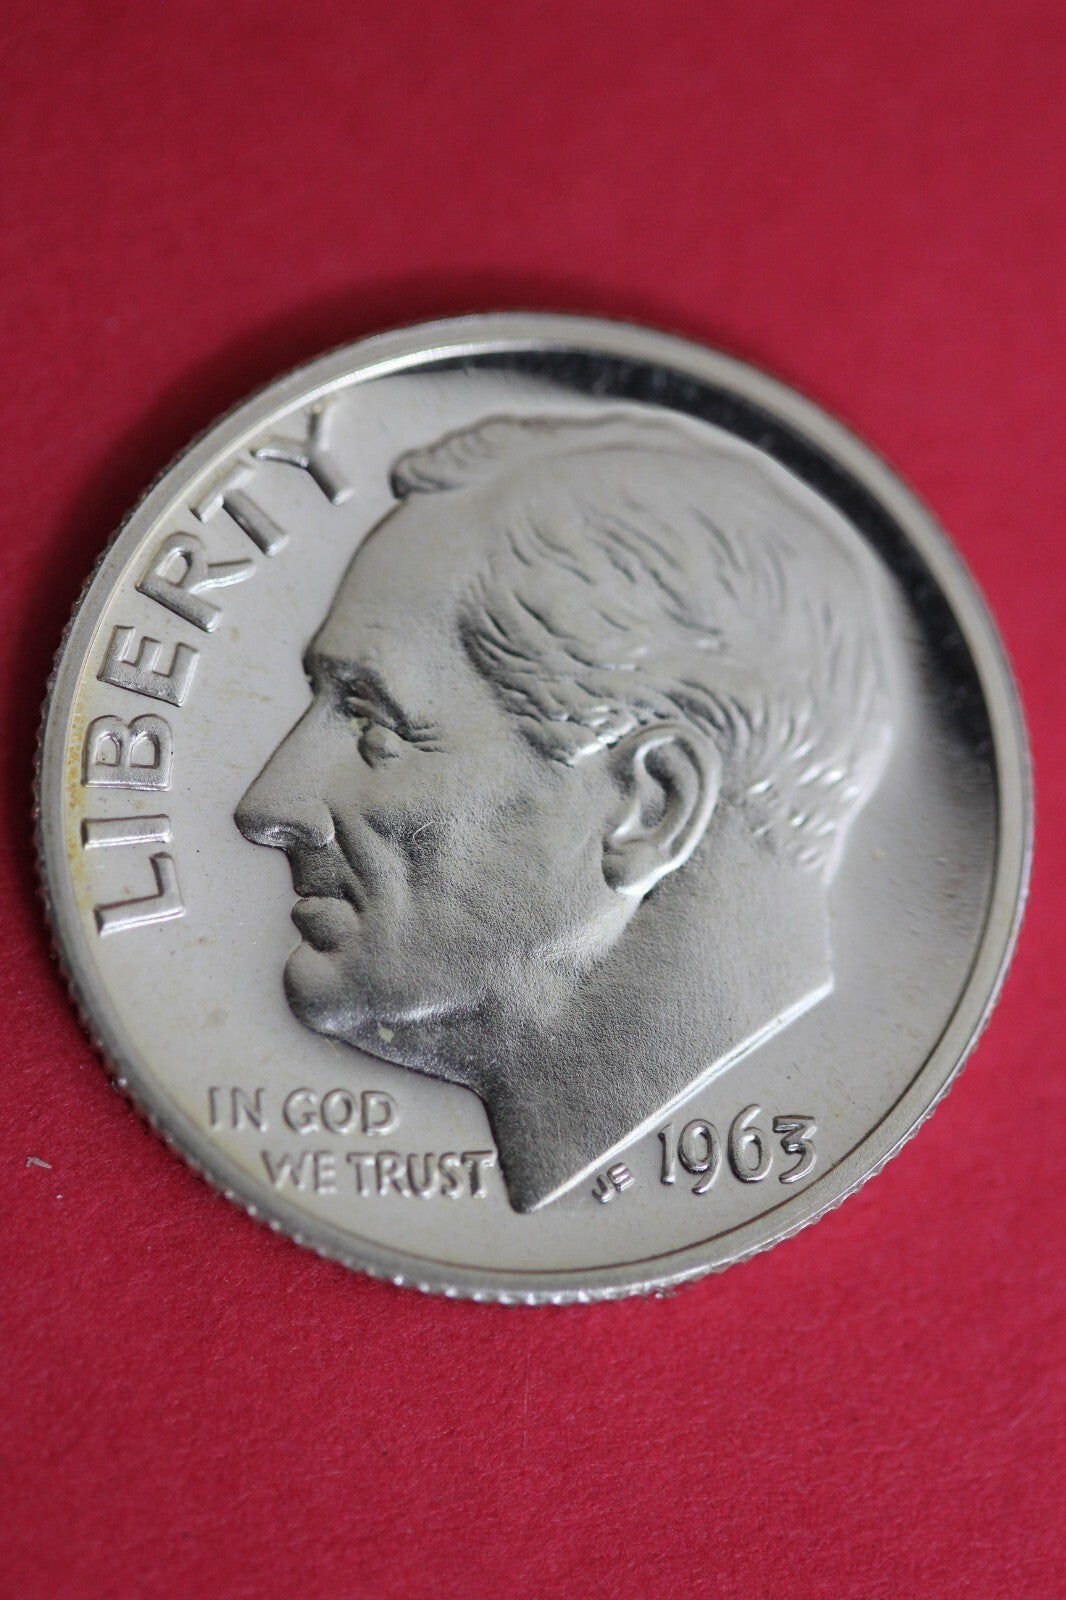 LIBERTY
IN GOD
WE TRUST
JS 1963